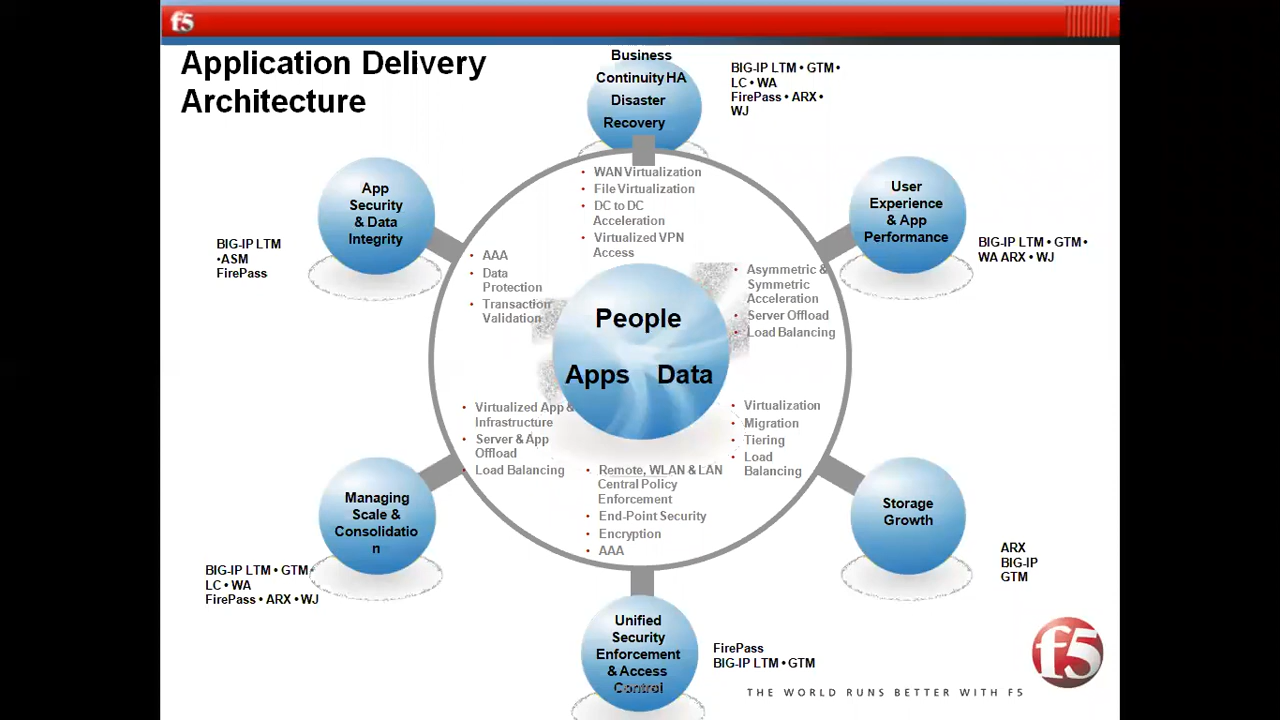 f5
Application Delivery
Architecture
Business
Continuity HA
Disaster
Recovery
BIG-IP LTM • GTM •
LC • WA
FirePass • ARX •
WJ
• WAN Virtualization
• File Virtualization
• DC to DC
Acceleration
• Virtualized VPN
Access
App
Security
& Data
Integrity
BIG-IP LTM
•ASM
FirePass
• AAA
• Data
Protection
• Transaction
Validation
User
Experience
& App
Performance
BIG-IP LTM • GTM •
WA ARX • WJ
• Asymmetric &
Symmetric
Acceleration
• Server Offload
• Load Balancing
People
Apps Data
• Virtualized App &
Infrastructure
• Server & App
Offload
• Load Balancing
• Virtualization
• Migration
• Tiering
• Load
Balancing
• Remote, WLAN & LAN
Central Policy
Enforcement
• End-Point Security
• Encryption
• AAA
Managing
Scale &
Consolidatio
n
BIG-IP LTM • GTM •
LC • WA
FirePass • ARX • WJ
Storage
Growth
ARX
BIG-IP
GTM
Unified
Security
Enforcement
& Access
Control
FirePass
BIG-IP LTM • GTM
f5
THE WORLD RUNS BETTER WITH F5